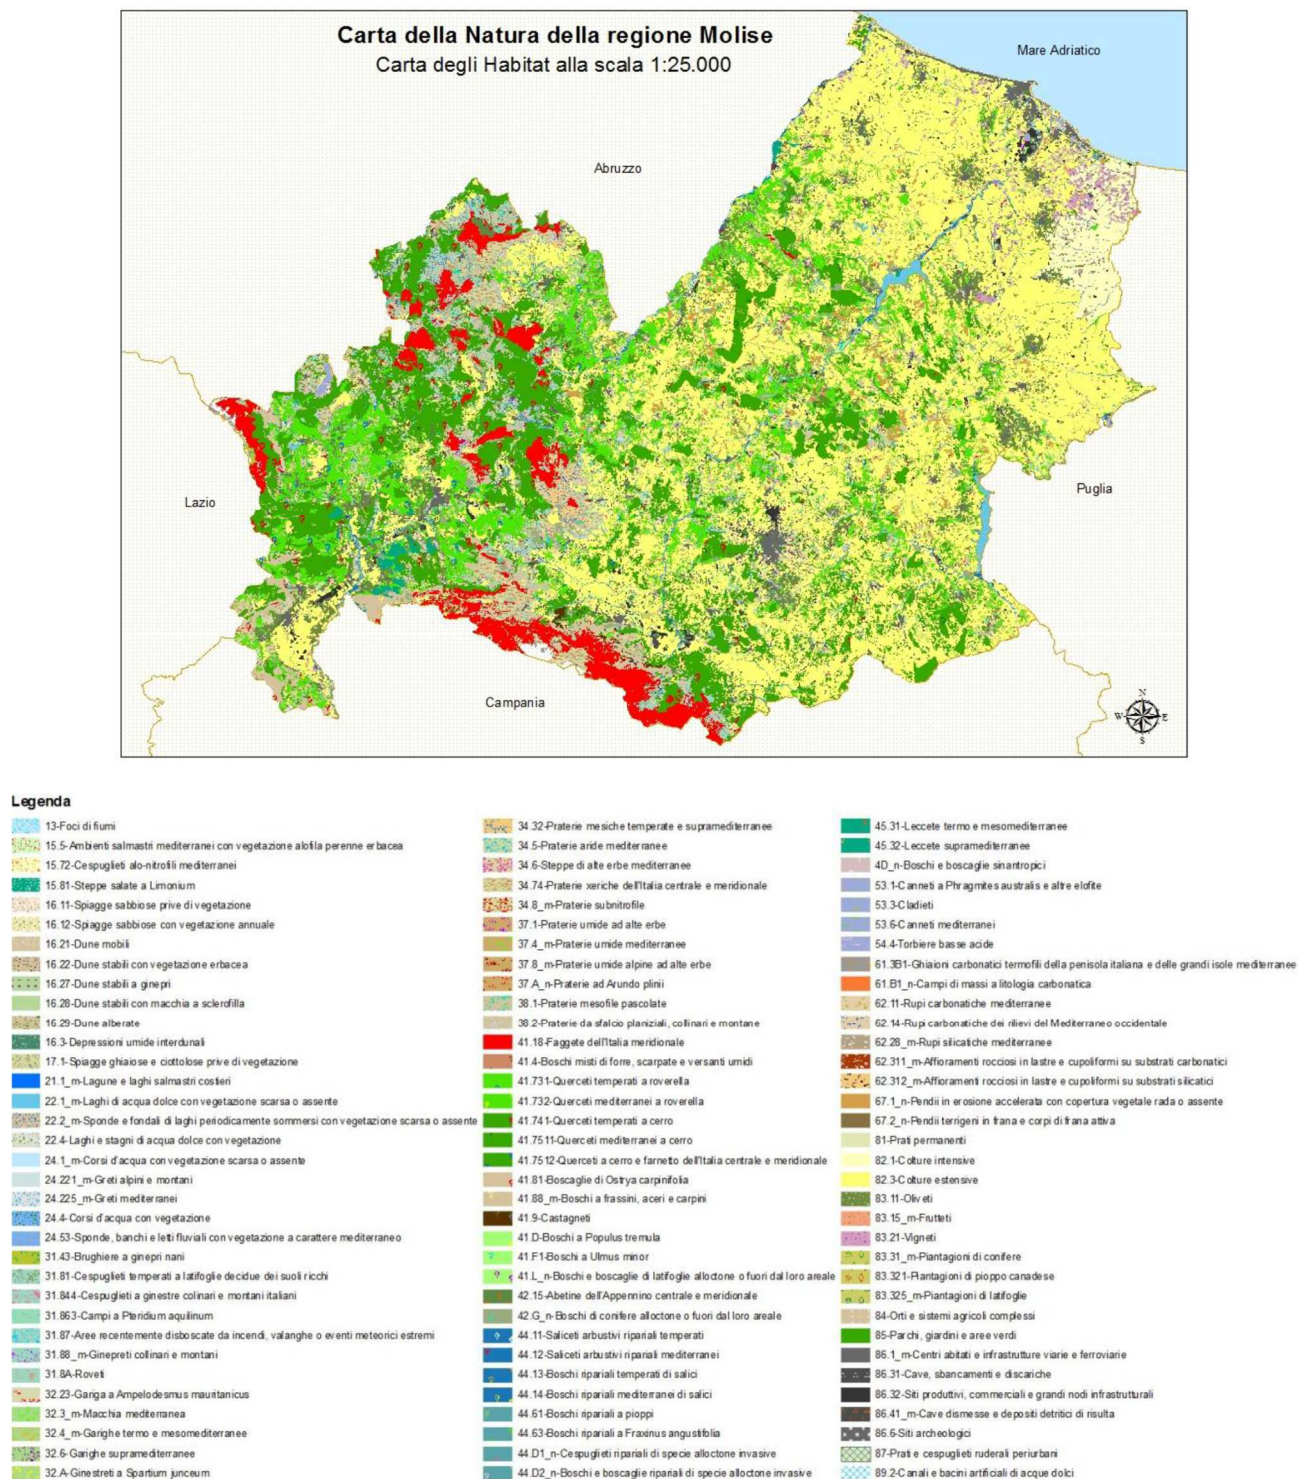 Carta della Natura della regione Molise
Carta degli Habitat alla scala 1:25.000
Mare Adriatico
Abruzzo
Lazio
Puglia
Campania
N
W E
S
Legenda
13-Foci di fiumi
15.5-Ambienti salmastri mediterranei con vegetazione alofila perenne erbacea
15.72-Cespuglieti alo-nitrofili mediterranei
15.81-Steppe salate a Limonium
16.11-Spiagge sabbiose prive di vegetazione
16.12-Spiagge sabbiose con vegetazione annuale
16.21-Dune mobili
16.22-Dune stabili con vegetazione erbacea
16.27-Dune stabili a ginepri
16.28-Dune stabili con macchia a sclerofille
16.29-Dune alberate
16.3-Depressioni umide interdunali
17.1-Spiagge ghiaiose e ciottolose prive di vegetazione
21.1_m-Lagune e laghi salmastri costieri
22.1_m-Laghi di acqua dolce con vegetazione scarsa o assente
22.2_m-Sponde e fondali di laghi periodicamente sommersi con vegetazione scarsa o assente
22.4-Laghi e stagni di acqua dolce con vegetazione
24.1_m-Corsi d'acqua con vegetazione scarsa o assente
24.221_m-Greti alpini e montani
24.225_m-Greti mediterranei
24.4-Corsi d'acqua con vegetazione
24.53-Sponde, banchi e letti fluviali con vegetazione a carattere mediterraneo
31.43-Brughiere a ginepri nani
31.81-Cespuglieti temperati a latifoglie decidue dei suoli ricchi
31.844-Cespuglieti a ginestre colinari e montani italiani
31.863-Campi a Pteridium aquilinum
31.87-Aree recentemente disboscate da incendi, valanghe o eventi meteorici estremi
31.88_m-Ginepreti collinari e montani
31.8A-Roveti
32.23-Gariga a Ampelodesmus mauritanicus
32.3_m-Macchia mediterranea
32.4_m-Garighe termo e mesomediterranee
32.6-Garighe supramediterranee
32.A-Ginestreti a Spartium junceum
34.32-Praterie mesiche temperate e supramediterranee
34.5-Praterie aride mediterranee
34.6-Steppe di alte erbe mediterranee
34.74-Praterie xeriche dell'Italia centrale e meridionale
34.8_m-Praterie subnitrofile
37.1-Praterie umide ad alte erbe
37.4_m-Praterie umide mediterranee
37.8_m-Praterie umide alpine ad alte erbe
37.A_n-Praterie ad Arundo plinii
38.1-Praterie mesofile pascolate
38.2-Praterie da sfalcio planiziali, collinari e montane
41.18-Faggete dell'Italia meridionale
41.4-Boschi misti di forre, scarpate e versanti umidi
41.731-Querceti temperati a roverella
41.732-Querceti mediterranei a roverella
41.741-Querceti temperati a cerro
41.7511-Querceti mediterranei a cerro
41.7512-Querceti a cerro e farnetto dell'Italia centrale e meridionale
41.81-Boscaglie di Ostrya carpinifolia
41.88_m-Boschi a frassini, aceri e carpini
41.9-Castagneti
41.D-Boschi a Populus tremula
41.F1-Boschi a Ulmus minor
41.L_n-Boschi e boscaglie di latifoglie alloctone o fuori dal loro areale
42.15-Abetine dell'Appennino centrale e meridionale
42.G_n-Boschi di conifere alloctone o fuori dal loro areale
44.11-Saliceti arbustivi ripariali temperati
44.12-Saliceti arbustivi ripariali mediterranei
44.13-Boschi ripariali temperati di salici
44.14-Boschi ripariali mediterranei di salici
44.61-Boschi ripariali a pioppi
44.63-Boschi ripariali a Fraxinus angustifolia
44.D1_n-Cespuglieti ripariali di specie alloctone invasive
44.D2_n-Boschi e boscaglie ripariali di specie alloctone invasive
45.31-Leccete termo e mesomediterranee
45.32-Leccete supramediterranee
4D_n-Boschi e boscaglie sinantropici
53.1-Canneti a Phragmites australis e altre elofite
53.3-Cladieti
53.6-Canneti mediterranei
54.4-Torbiere basse acide
61.3B1-Ghiaioni carbonatici termofili della penisola italiana e delle grandi isole mediterranee
61.B1_n-Campi di massi a litologia carbonatica
62.11-Rupi carbonatiche mediterranee
62.14-Rupi carbonatiche dei rilievi del Mediterraneo occidentale
62.28_m-Rupi silicatiche mediterranee
62.311_m-Affioramenti rocciosi in lastre e cupoliformi su substrati carbonatici
62.312_m-Affioramenti rocciosi in lastre e cupoliformi su substrati silicatici
67.1_n-Pendii in erosione accelerata con copertura vegetale rada o assente
67.2_n-Pendii terrigeni in frana e corpi di frana attiva
81-Prati permanenti
82.1-Colture intensive
82.3-Colture estensive
83.11-Oliveti
83.15_m-Frutteti
83.21-Vigneti
83.31_m-Piantagioni di conifere
83.321-Piantagioni di pioppo canadese
83.325_m-Piantagioni di latifoglie
84-Orti e sistemi agricoli complessi
85-Parchi, giardini e aree verdi
86.1_m-Centri abitati e infrastrutture viarie e ferroviarie
86.31-Cave, sbancamenti e discariche
86.32-Siti produttivi, commerciali e grandi nodi infrastrutturali
86.41_m-Cave dismesse e depositi detritici di risulta
86.6-Siti archeologici
87-Prati e cespuglieti ruderali periurbani
89.2-Canali e bacini artificiali di acque dolci